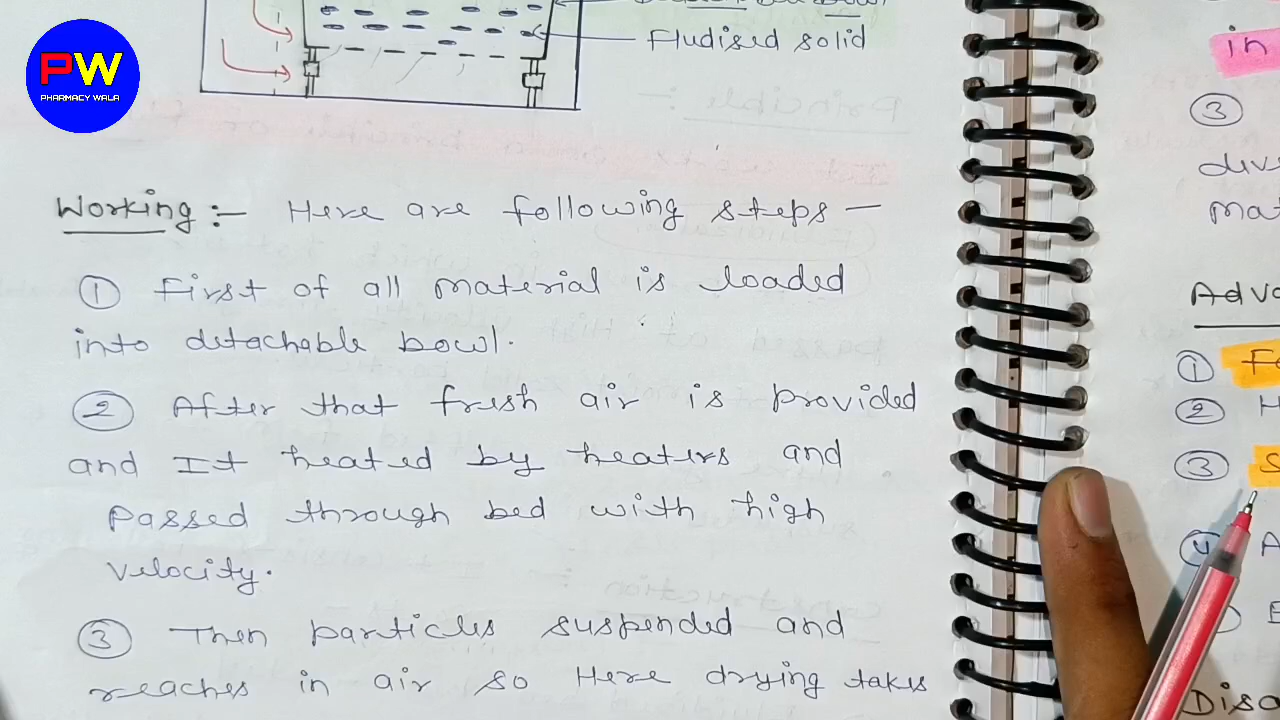 PW
PHARMACY WALA
Fludised solid
Working :- Here are following steps -
① First of all material is loaded
into detachable bowl.
② After that fresh air is provided
and It heated by heaters and
Passed through bed with high
velocity.
③ Then particles suspended and
reaches in air so Here drying takes
in
③
①
②
③
④